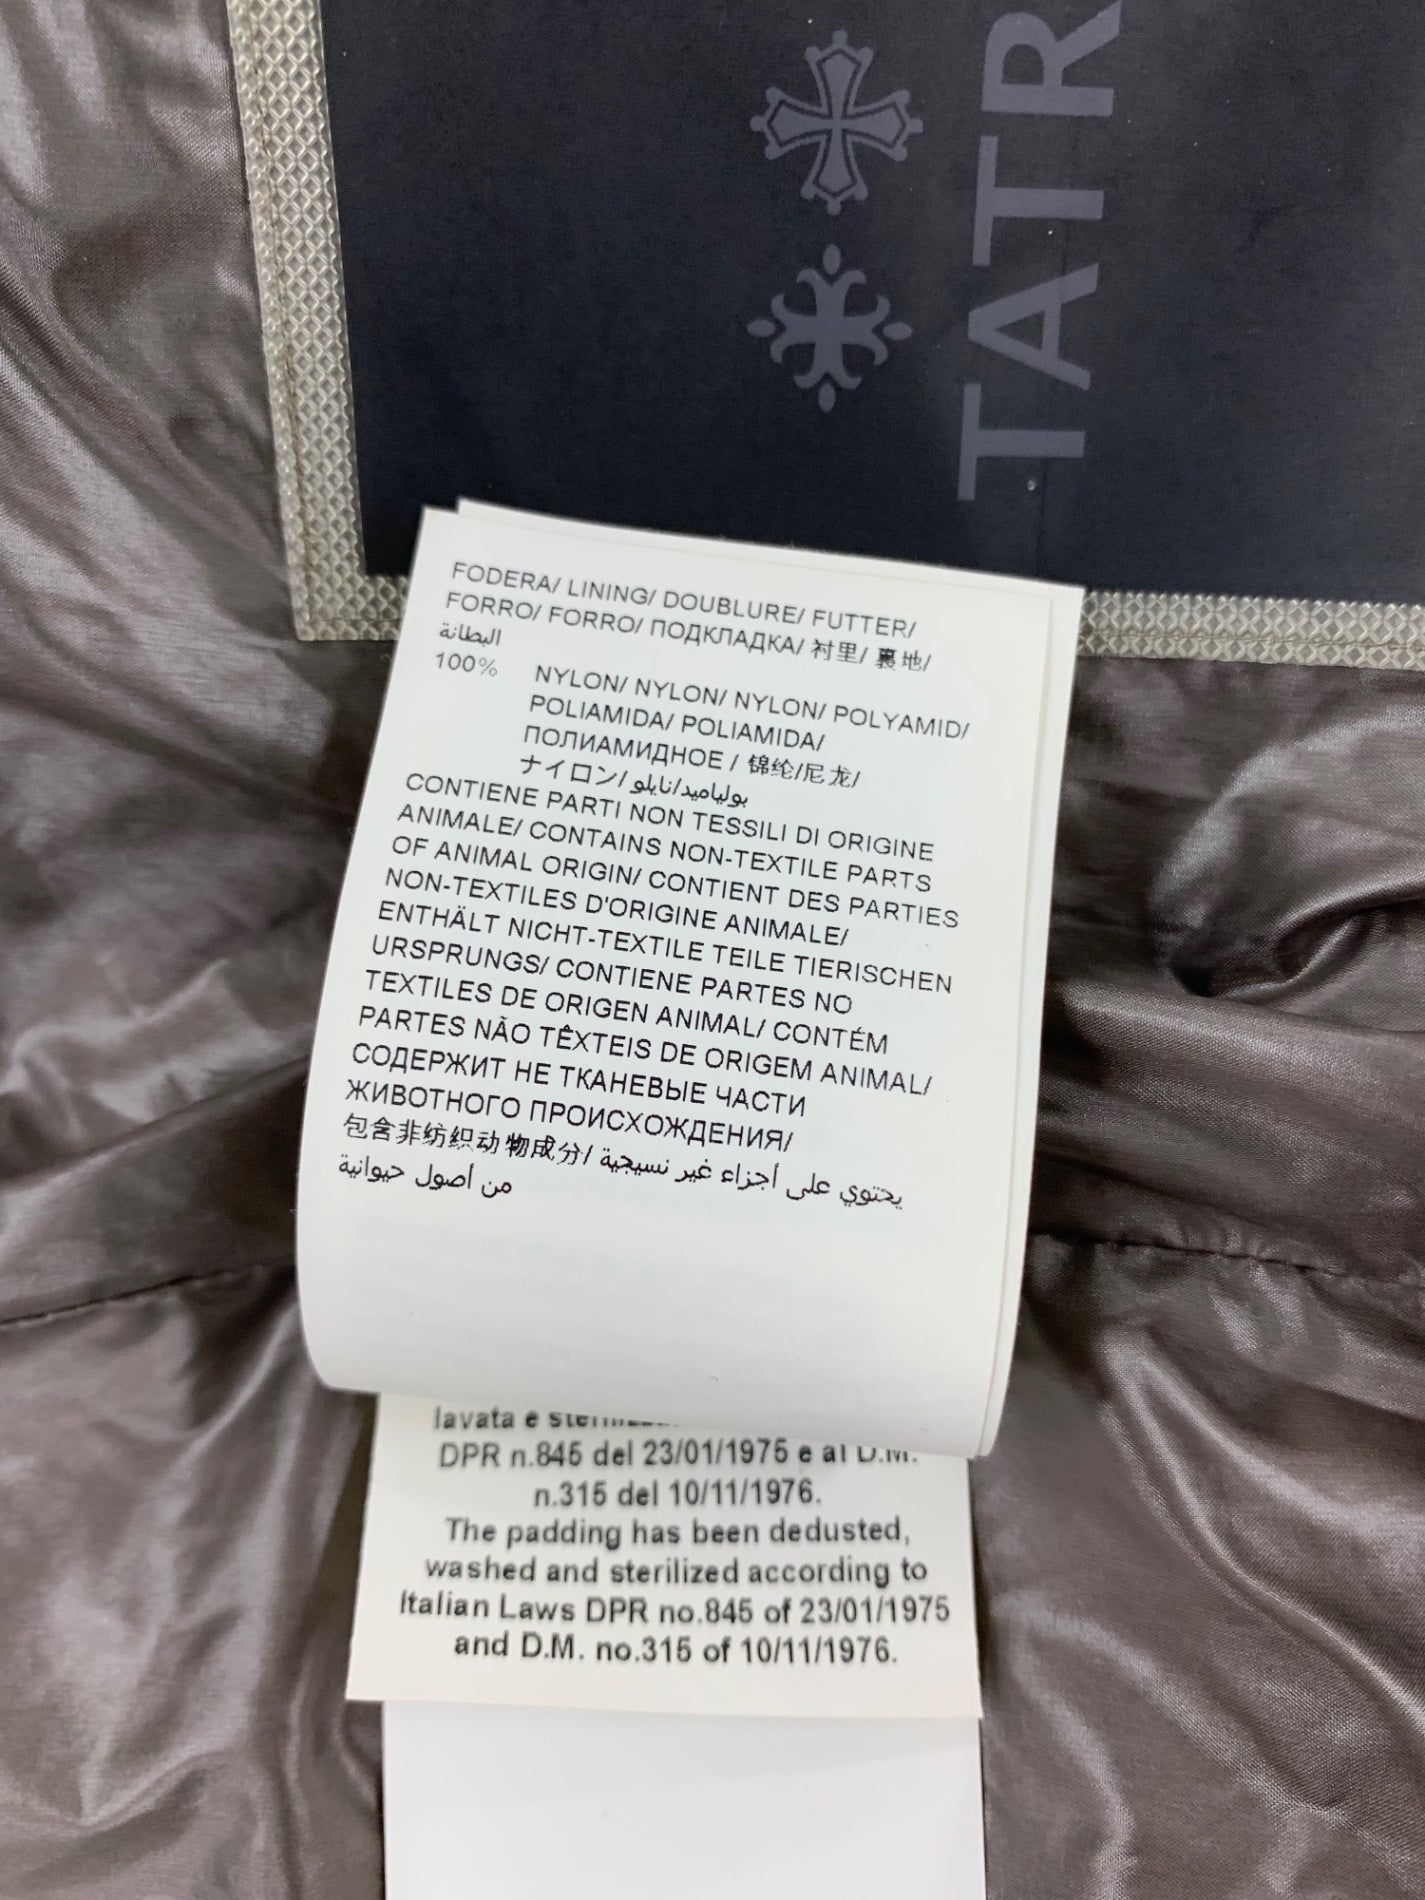 TATR
FODERA/ LINING/ DOUBLURE/ FUTTER/
FORRO/ FORRO/ ПОДКЛАДКА/ 衬里/ 裏地/
البطانة
100% NYLON/ NYLON/ NYLON/ POLYAMID/
POLIAMIDA/ POLIAMIDA/
ПОЛИАМИДНОЕ / 锦纶/尼龙/
ナイロン/ بولياميد/نايلو
CONTIENE PARTI NON TESSILI DI ORIGINE
ANIMALE/ CONTAINS NON-TEXTILE PARTS
OF ANIMAL ORIGIN/ CONTIENT DES PARTIES
NON-TEXTILES D'ORIGINE ANIMALE/
ENTHÄLT NICHT-TEXTILE TEILE TIERISCHEN
URSPRUNGS/ CONTIENE PARTES NO
TEXTILES DE ORIGEN ANIMAL/ CONTÉM
PARTES NÃO TÊXTEIS DE ORIGEM ANIMAL/
СОДЕРЖИТ НЕ ТКАНЕВЫЕ ЧАСТИ
ЖИВОТНОГО ПРОИСХОЖДЕНИЯ/
包含非纺织动物成分/ يحتوي على أجزاء غير نسيجية
من أصول حيوانية
lavata e
DPR n.845 del 23/01/1975 e al D.M.
n.315 del 10/11/1976.
The padding has been dedusted,
washed and sterilized according to
Italian Laws DPR no.845 of 23/01/1975
and D.M. no.315 of 10/11/1976.